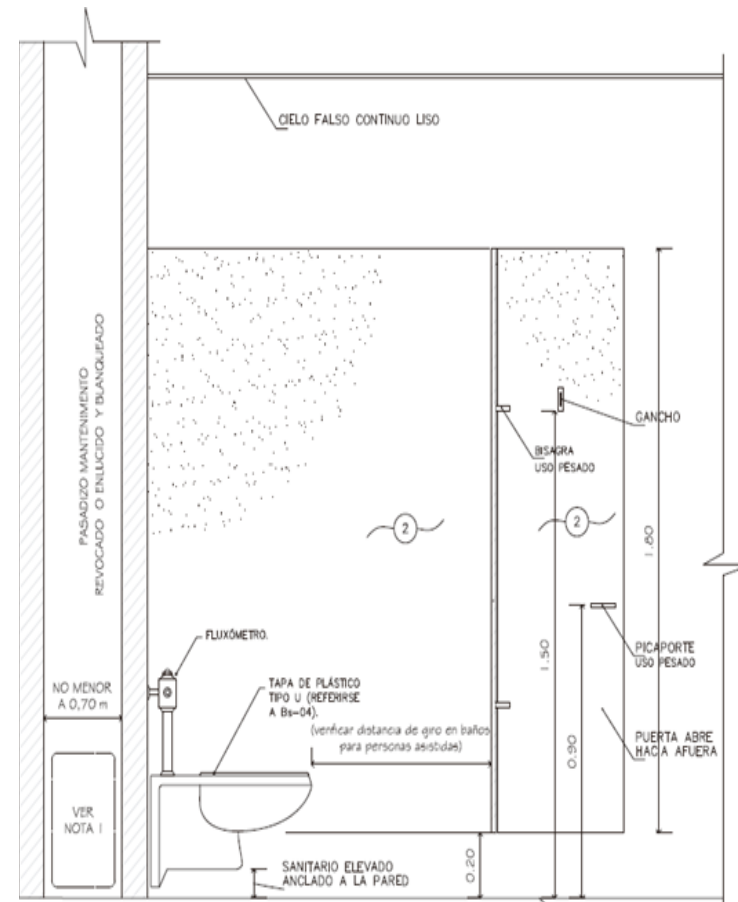 CIELO FALSO CONTINUO LISO
PASADIZO MANTENIMIENTO
REVOCADO O ENLUCIDO Y BLANQUEADO
GANCHO
BISAGRA
USO PESADO
2
2
1.80
1.50
FLUXÓMETRO.
PICAPORTE
USO PESADO
NO MENOR
A 0,70 m
TAPA DE PLÁSTICO
TIPO U (REFERIRSE
A Bs-04).
(verificar distancia de giro en baños
para personas asistidas)
0.90
PUERTA ABRE
HACIA AFUERA
VER
NOTA 1
0.20
SANITARIO ELEVADO
ANCLADO A LA PARED